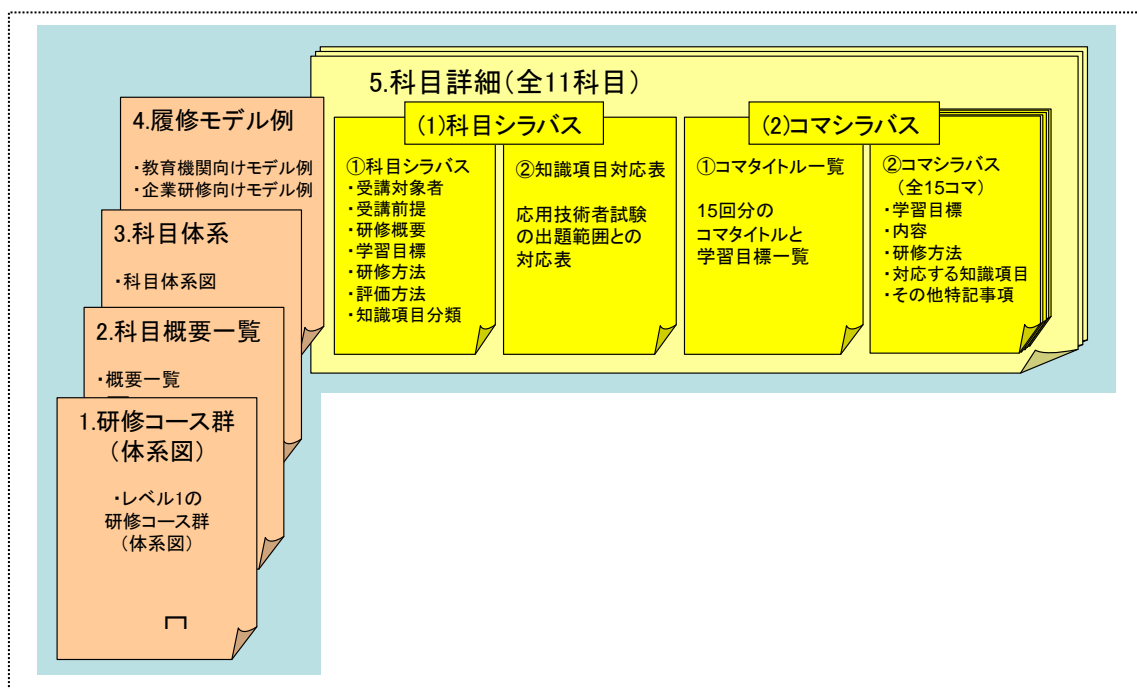 5.科目詳細(全11科目)
(1)科目シラバス
①科目シラバス
・受講対象者
・受講前提
・研修概要
・学習目標
・研修方法
・評価方法
・知識項目分類
②知識項目対応表
応用技術者試験
の出題範囲との
対応表
(2)コマシラバス
①コマタイトル一覧
15回分の
コマタイトルと
学習目標一覧
②コマシラバス
(全15コマ)
・学習目標
・内容
・研修方法
・対応する知識項目
・その他特記事項
4.履修モデル例
・教育機関向けモデル例
・企業研修向けモデル例
3.科目体系
・科目体系図
2.科目概要一覧
・概要一覧
1.研修コース群
(体系図)
・レベル1の
研修コース群
(体系図)